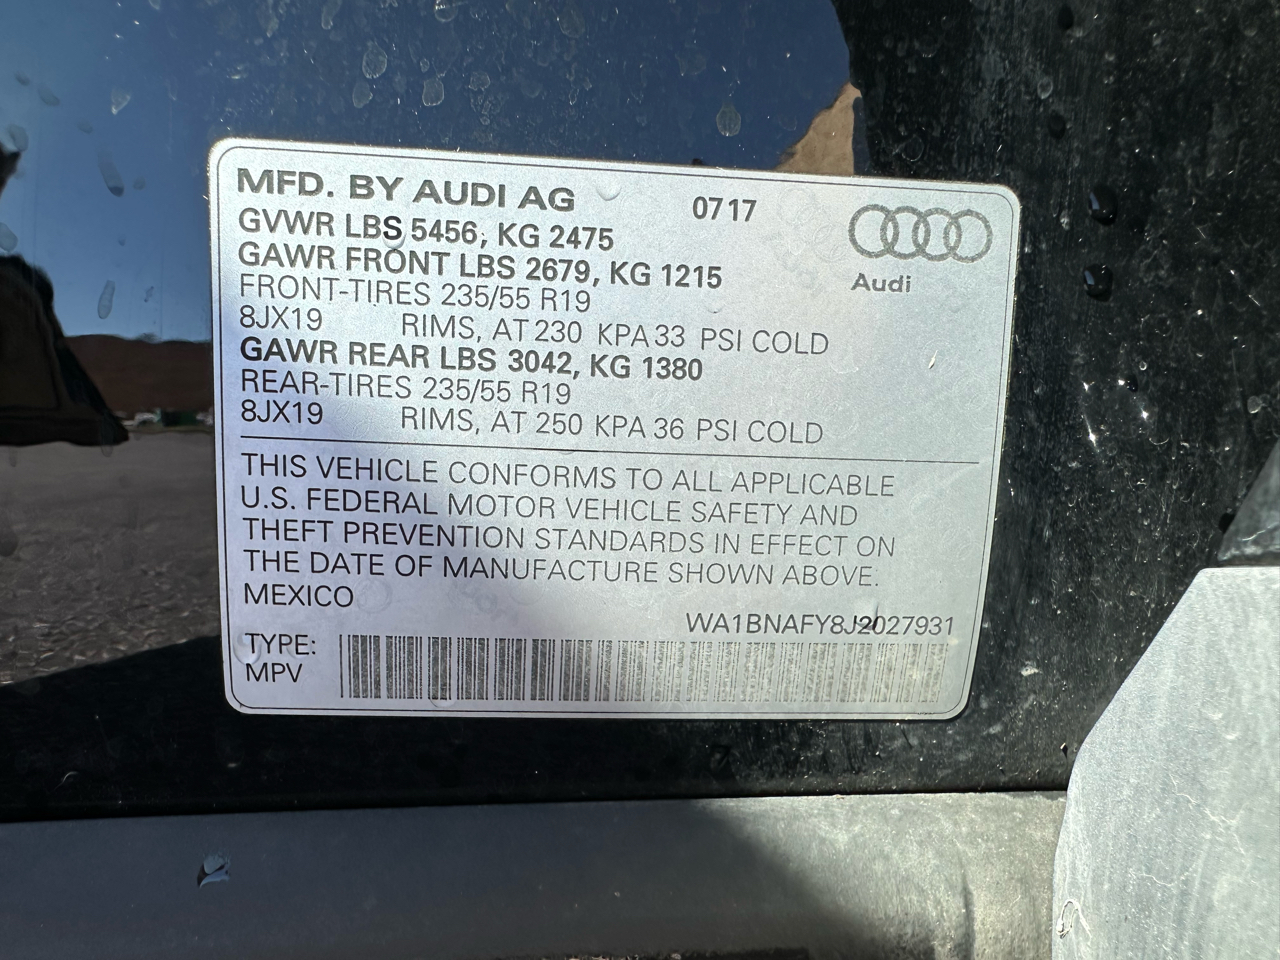 MFD. BY AUDI AG 0717
GVWR LBS 5456, KG 2475
GAWR FRONT LBS 2679, KG 1215
Audi
FRONT-TIRES 235/55 R19
8JX19 RIMS, AT 230 KPA 33 PSI COLD
GAWR REAR LBS 3042, KG 1380
REAR-TIRES 235/55 R19
8JX19 RIMS, AT 250 KPA 36 PSI COLD
THIS VEHICLE CONFORMS TO ALL APPLICABLE
U.S. FEDERAL MOTOR VEHICLE SAFETY AND
THEFT PREVENTION STANDARDS IN EFFECT ON
THE DATE OF MANUFACTURE SHOWN ABOVE.
MEXICO
WA1BNAFY8J2027931
TYPE:
MPV